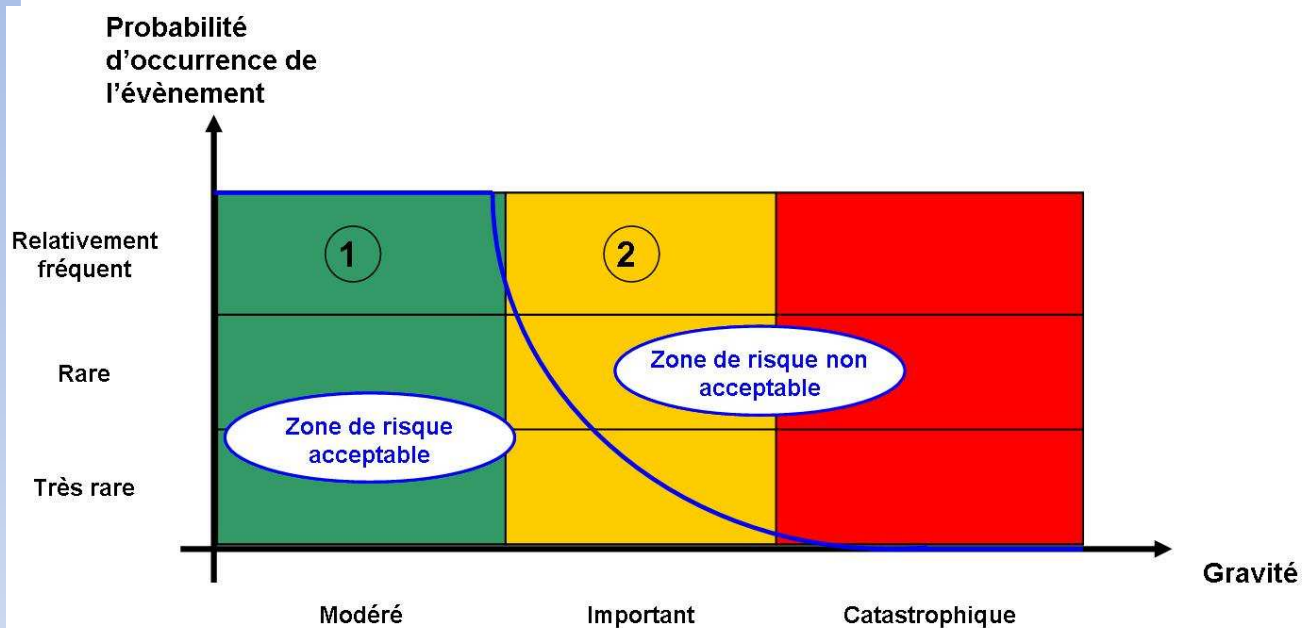 Probabilité
d'occurrence de
l'évènement
Relativement
fréquent
1
2
Rare
Zone de risque non
acceptable
Zone de risque
acceptable
Très rare
Gravité
Modéré
Important
Catastrophique